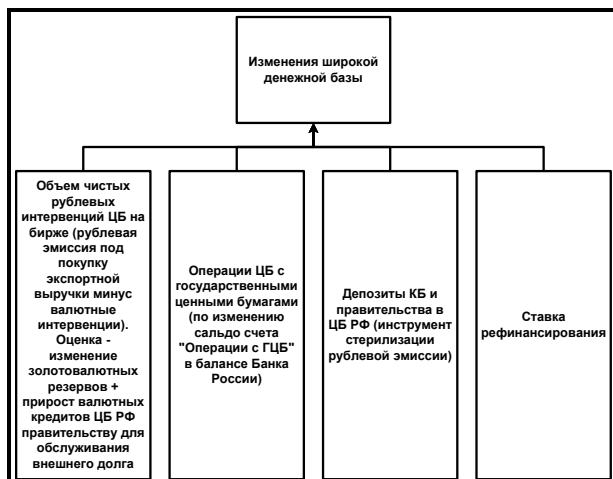 Изменения широкой
денежной базы
Объем чистых
рублевых
интервенций ЦБ на
бирже (рублевая
эмиссия под
покупку
экспортной
выручки минус
валютные
интервенции).
Оценка -
изменение
золотовалютных
резервов +
прирост валютных
кредитов ЦБ РФ
правительству для
обслуживания
внешнего долга
Операции ЦБ с
государственными
ценными бумагами
(по изменению
сальдо счета
"Операции с ГЦБ"
в балансе Банка
России)
Депозиты КБ и
правительства в
ЦБ РФ (инструмент
стерилизации
рублевой эмиссии)
Ставка
рефинансирования